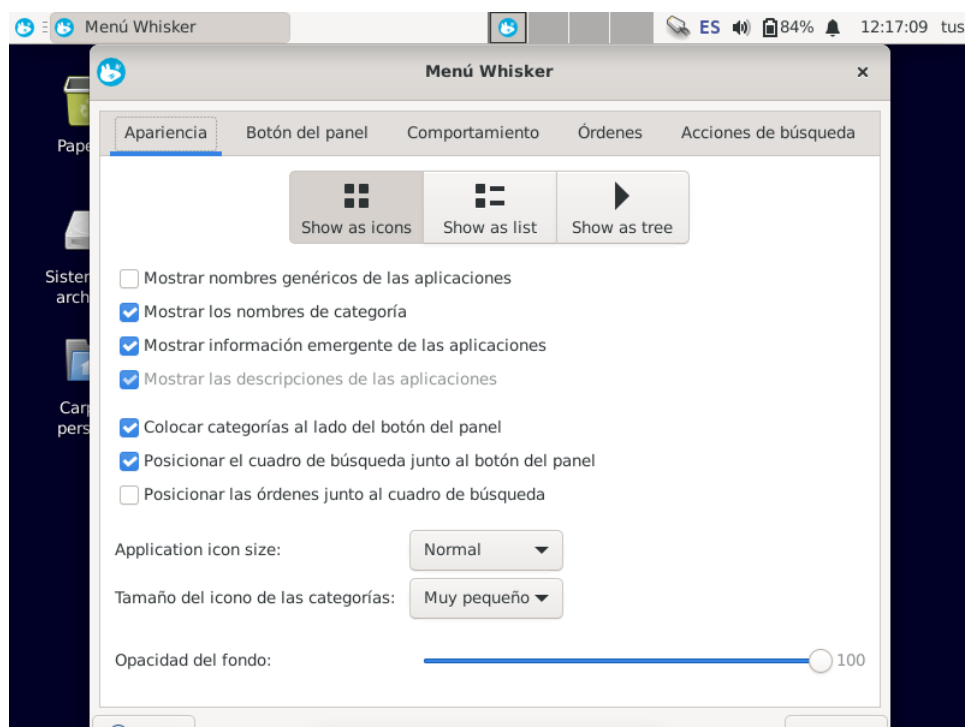 Menú Whisker
ES
84%
12:17:09
tus
Menú Whisker
Apariencia
Botón del panel
Comportamiento
Órdenes
Acciones de búsqueda
Show as icons
Show as list
Show as tree
Mostrar nombres genéricos de las aplicaciones
Mostrar los nombres de categoría
Mostrar información emergente de las aplicaciones
Mostrar las descripciones de las aplicaciones
Colocar categorías al lado del botón del panel
Posicionar el cuadro de búsqueda junto al botón del panel
Posicionar las órdenes junto al cuadro de búsqueda
Application icon size:
Normal
Tamaño del icono de las categorías:
Muy pequeño
Opacidad del fondo:
100
Pape
Sister
arch
Carp
pers